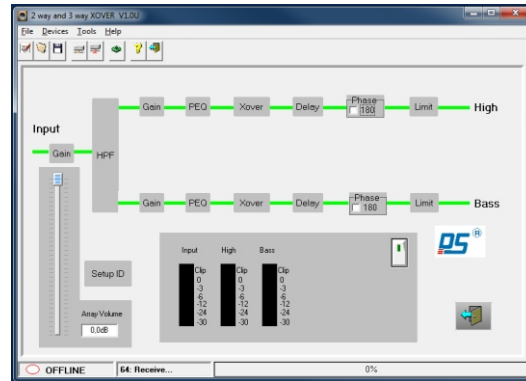 2 way and 3 way XOVER V1.0U
File Devices Tools Help
Gain PEQ Xover Delay Phase 180 Limit High
Input
Gain HPF
Gain PEQ Xover Delay Phase 180 Limit Bass
Input High Bass
Clip Clip Clip
0 0 0
-3 -3 -3
-6 -6 -6
-12 -12 -12
-24 -24 -24
-30 -30 -30
PS ®
Setup ID
Array Volume
0,0dB
OFFLINE 64: Receive... 0%